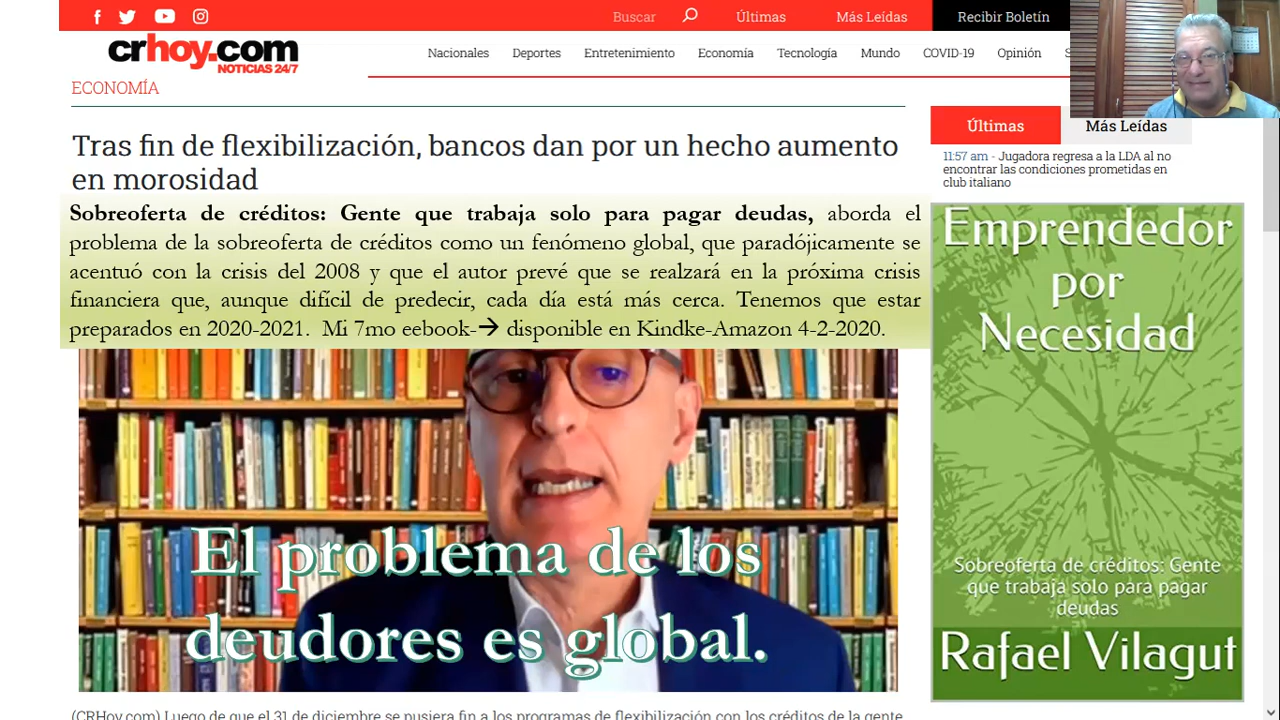 Buscar
Últimas
Más Leídas
Recibir Boletín
crhoy.com
NOTICIAS 24/7
Nacionales Deportes Entretenimiento Economía Tecnología Mundo COVID-19 Opinión
ECONOMÍA
Tras fin de flexibilización, bancos dan por un hecho aumento
en morosidad
Sobreoferta de créditos: Gente que trabaja solo para pagar deudas, aborda el
problema de la sobreoferta de créditos como un fenómeno global, que paradójicamente se
acentuó con la crisis del 2008 y que el autor prevé que se realzará en la próxima crisis
financiera que, aunque difícil de predecir, cada día está más cerca. Tenemos que estar
preparados en 2020-2021. Mi 7mo eebook-→ disponible en Kindke-Amazon 4-2-2020.
El problema de los
deudores es global.
(CRHoy.com) Luego de que el 31 de diciembre se pusiera fin a los programas de flexibilización con los créditos de la gente
Últimas
Más Leídas
11:57 am - Jugadora regresa a la LDA al no
encontrar las condiciones prometidas en
club italiano
Emprendedor
por
Necesidad
Sobreoferta de créditos: Gente
que trabaja solo para pagar
deudas
Rafael Vilagut